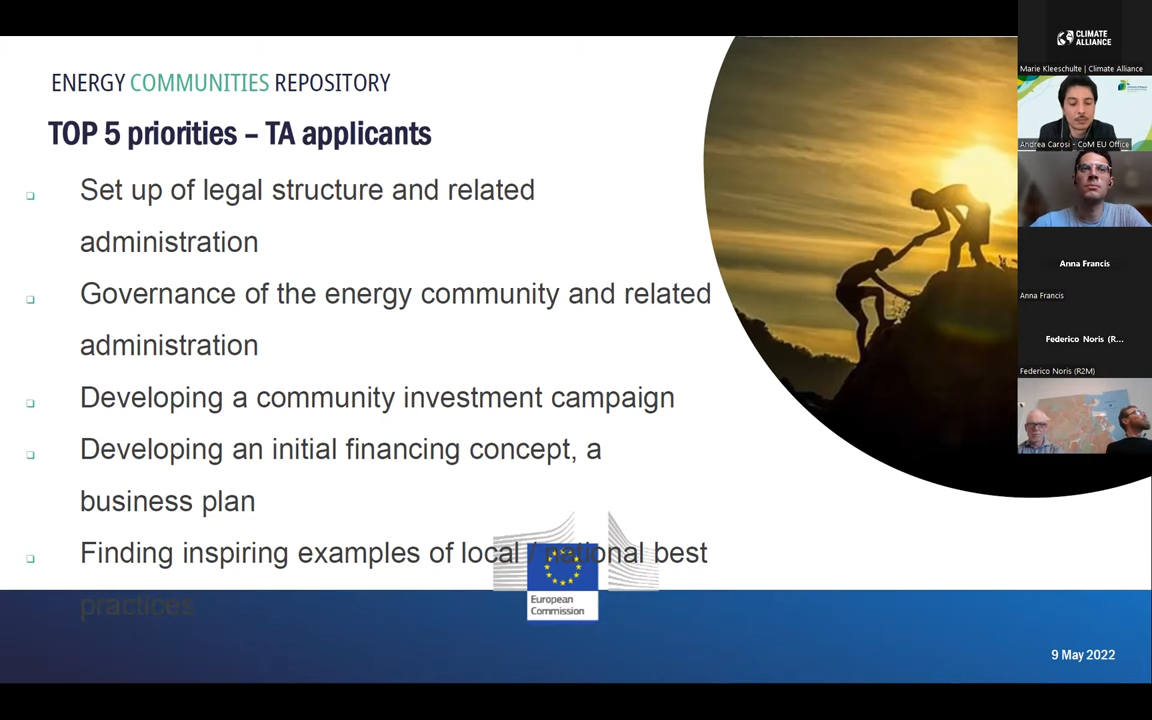 ENERGY COMMUNITIES REPOSITORY
TOP 5 priorities – TA applicants
Set up of legal structure and related
administration
Governance of the energy community and related
administration
Developing a community investment campaign
Developing an initial financing concept, a
business plan
Finding inspiring examples of local / national best
practices
European
Commission
9 May 2022
CLIMATE
ALLIANCE
Marie Kleeschulte | Climate Alliance
Andrea Carosi - CoM EU Office
Anna Francis
Anna Francis
Federico Noris (R...
Federico Noris (R2M)